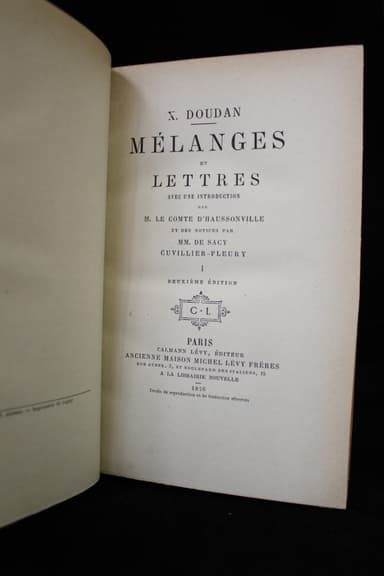 X. DOUDAN
MÉLANGES
ET
LETTRES
AVEC UNE INTRODUCTION
PAR
M. LE COMTE D'HAUSSONVILLE
ET DES NOTICES PAR
MM. DE SACY
CUVILLIER-FLEURY
I
DEUXIÈME ÉDITION
C·L
PARIS
CALMANN LÉVY, ÉDITEUR
ANCIENNE MAISON MICHEL LÉVY FRÈRES
RUE AUBER, 3, ET BOULEVARD DES ITALIENS, 15
A LA LIBRAIRIE NOUVELLE
1876
Droits de reproduction et de traduction réservés